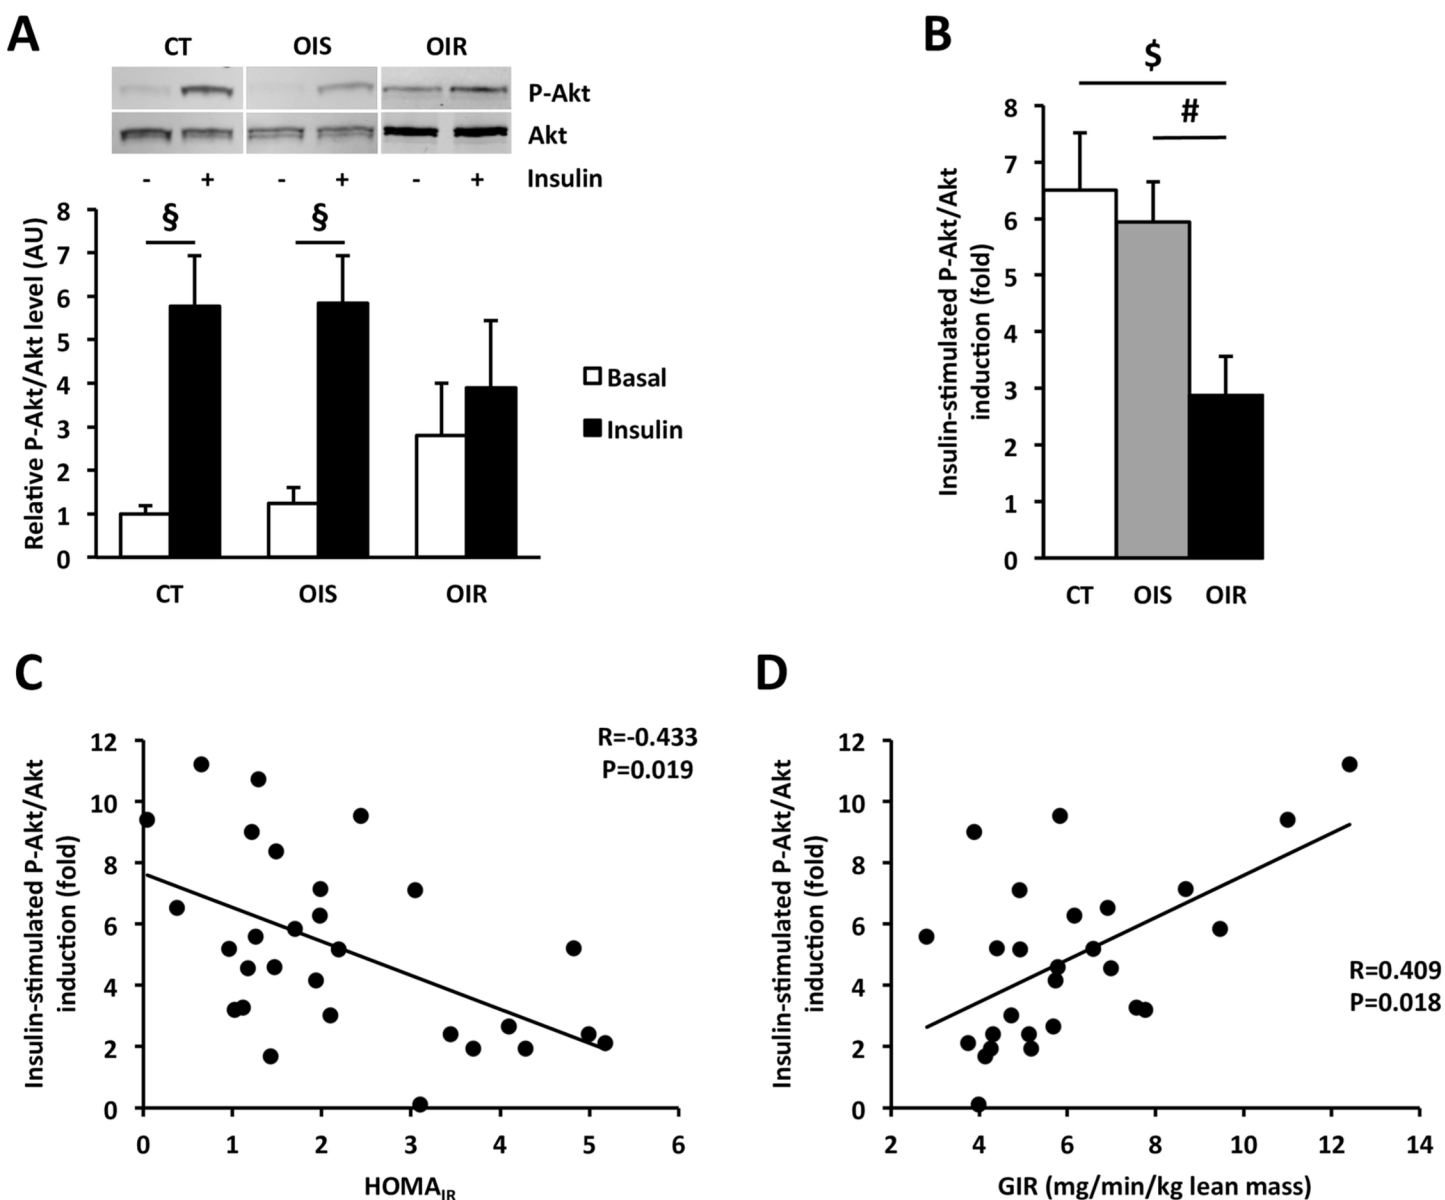 A
CT OIS OIR
P-Akt
Akt
- + - + - + Insulin
Relative P-Akt/Akt level (AU)
8
7
6
5
4
3
2
1
0
§ §
Basal
Insulin
CT OIS OIR
B
$
#
Insulin-stimulated P-Akt/Akt
induction (fold)
8
7
6
5
4
3
2
1
0
CT OIS OIR
C
Insulin-stimulated P-Akt/Akt
induction (fold)
R=-0.433
P=0.019
12
10
8
6
4
2
0
0 1 2 3 4 5 6
HOMA_IR
D
Insulin-stimulated P-Akt/Akt
induction (fold)
12
10
8
6
4
2
0
R=0.409
P=0.018
2 4 6 8 10 12 14
GIR (mg/min/kg lean mass)